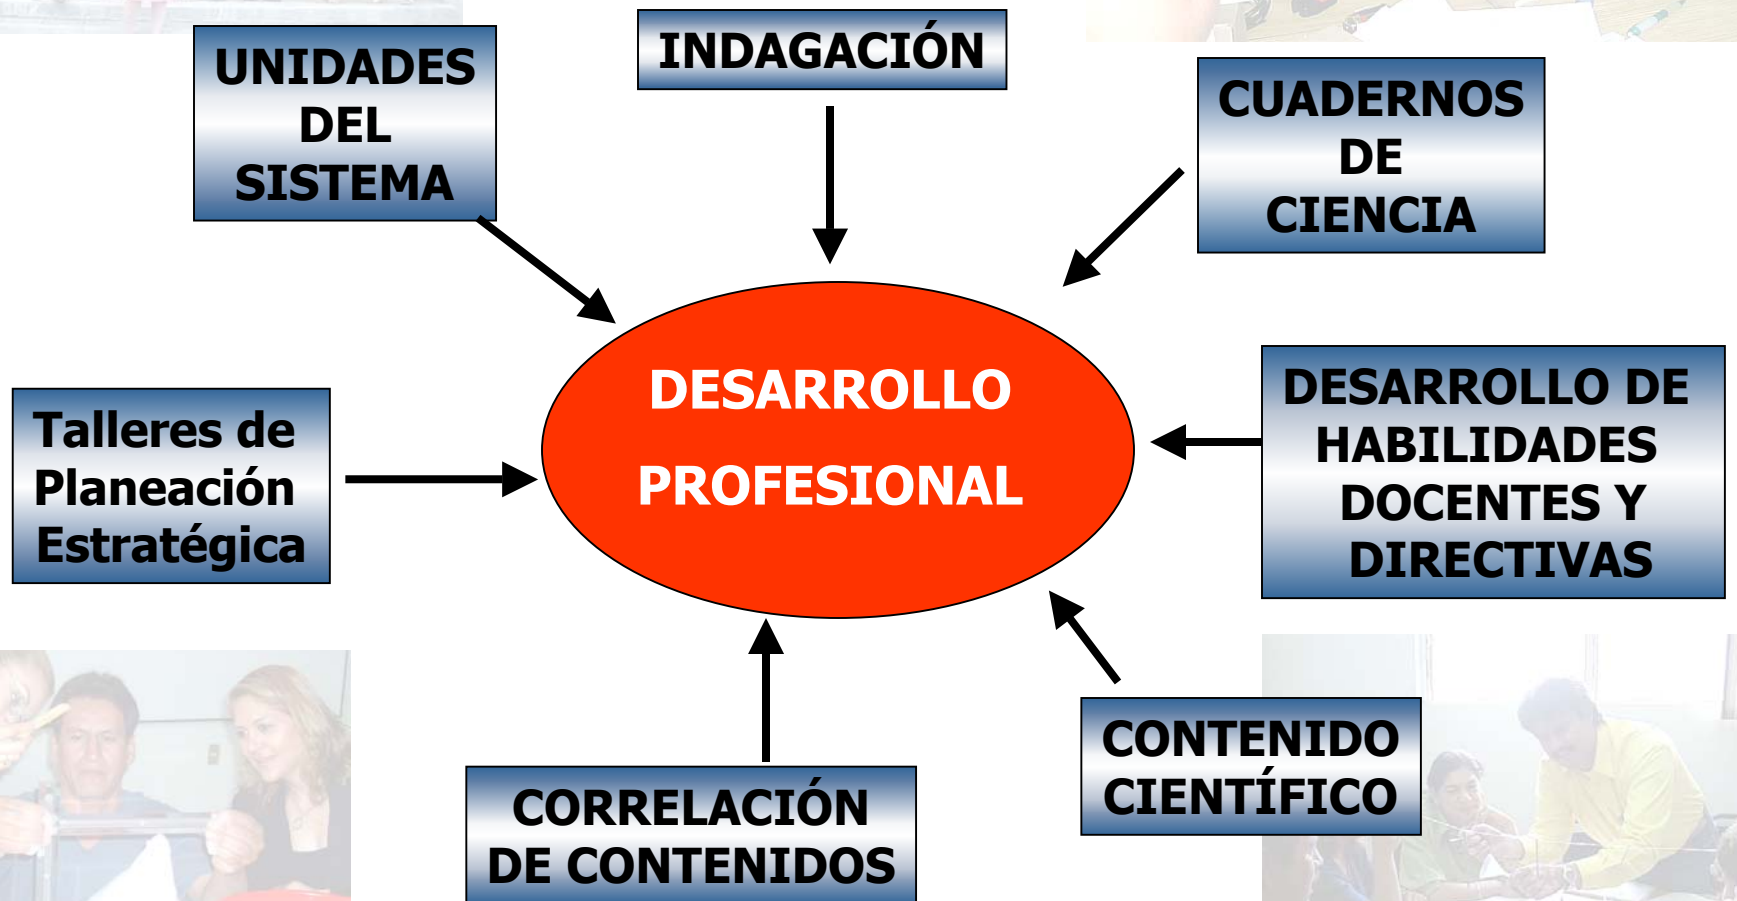 INDAGACIÓN
UNIDADES
DEL
SISTEMA
CUADERNOS
DE
CIENCIA
DESARROLLO
PROFESIONAL
DESARROLLO DE
HABILIDADES
DOCENTES Y
DIRECTIVAS
Talleres de
Planeación
Estratégica
CONTENIDO
CIENTÍFICO
CORRELACIÓN
DE CONTENIDOS